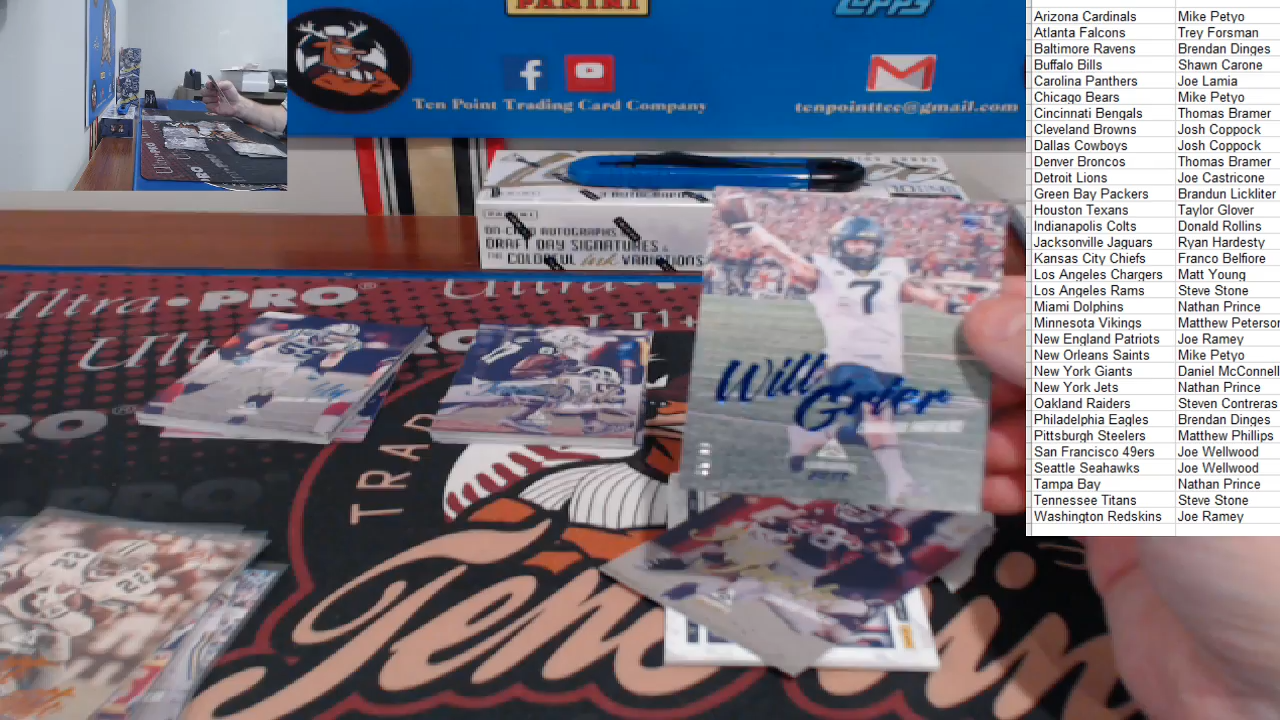 PANINI
TOPPS
Ten Point Trading Card Company
tenpointtcc@gmail.com
Arizona Cardinals Mike Petyo
Atlanta Falcons Trey Forsman
Baltimore Ravens Brendan Dinges
Buffalo Bills Shawn Carone
Carolina Panthers Joe Lamia
Chicago Bears Mike Petyo
Cincinnati Bengals Thomas Bramer
Cleveland Browns Josh Coppock
Dallas Cowboys Josh Coppock
Denver Broncos Thomas Bramer
Detroit Lions Joe Castricone
Green Bay Packers Brandun Lickliter
Houston Texans Taylor Glover
Indianapolis Colts Donald Rollins
Jacksonville Jaguars Ryan Hardesty
Kansas City Chiefs Franco Belfiore
Los Angeles Chargers Matt Young
Los Angeles Rams Steve Stone
Miami Dolphins Nathan Prince
Minnesota Vikings Matthew Peterso
New England Patriots Joe Ramey
New Orleans Saints Mike Petyo
New York Giants Daniel McConnell
New York Jets Nathan Prince
Oakland Raiders Steven Contreras
Philadelphia Eagles Brendan Dinges
Pittsburgh Steelers Matthew Phillips
San Francisco 49ers Joe Wellwood
Seattle Seahawks Joe Wellwood
Tampa Bay Nathan Prince
Tennessee Titans Steve Stone
Washington Redskins Joe Ramey
ON-CARD AUTOGRAPHS
DRAFT DAY SIGNATURES &
THE COLORFUL ink VARIATIONS
Ultra•PRO®
7
Will
Grier
22 22
TRAD
Ten Poin